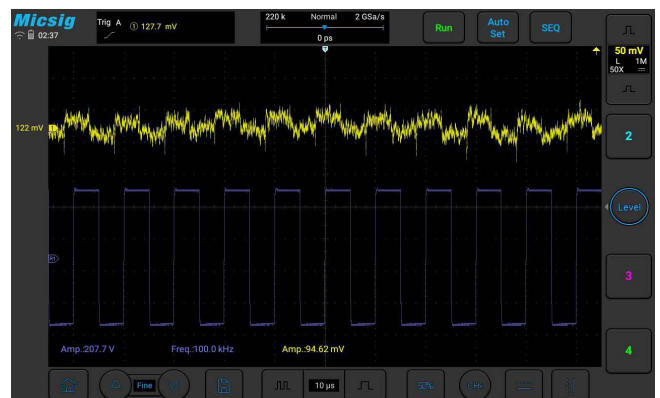 Micsig
02:37
Trig A
① 127.7 mV
220 k Normal 2 GSa/s
0 ps
Run
Auto
Set
SEQ
50 mV
L 1M
50X
122 mV
1
2
Level
R1
3
Amp.:207.7 V Freq.:100.0 kHz Amp.:94.62 mV
4
Fine
10 µs
50%